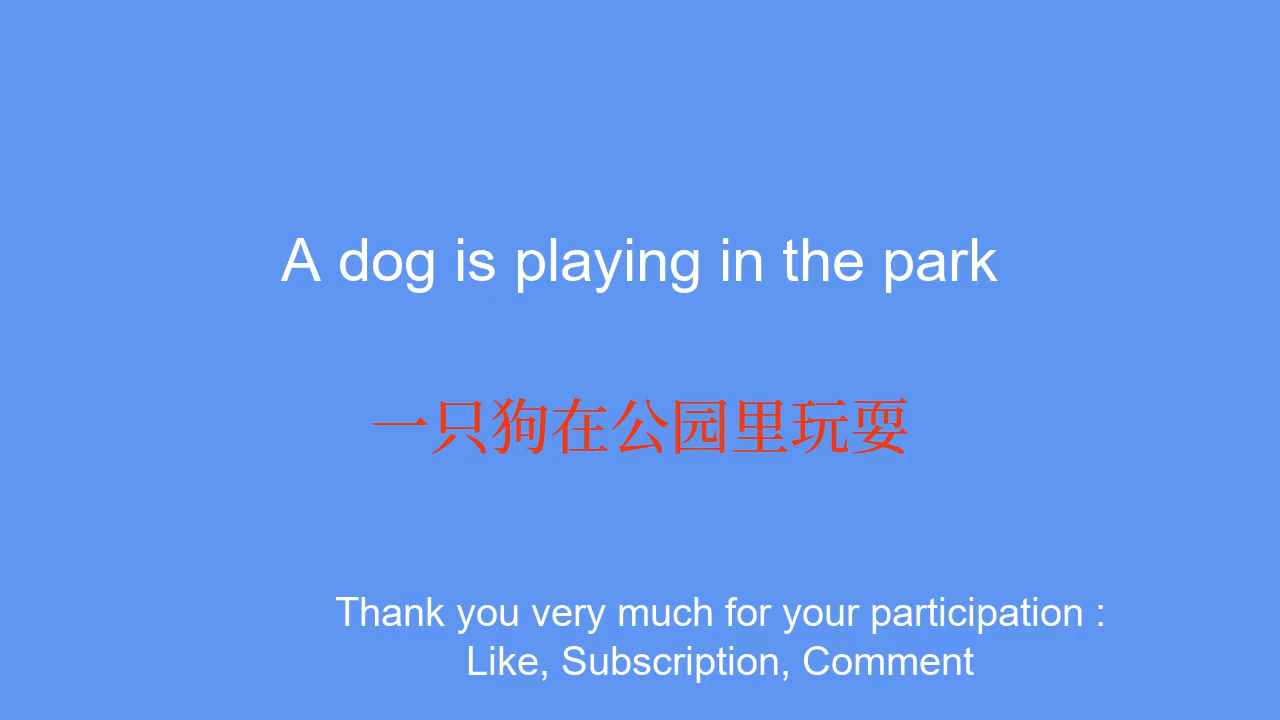 A dog is playing in the park
一只狗在公园里玩耍
Thank you very much for your participation :
Like, Subscription, Comment